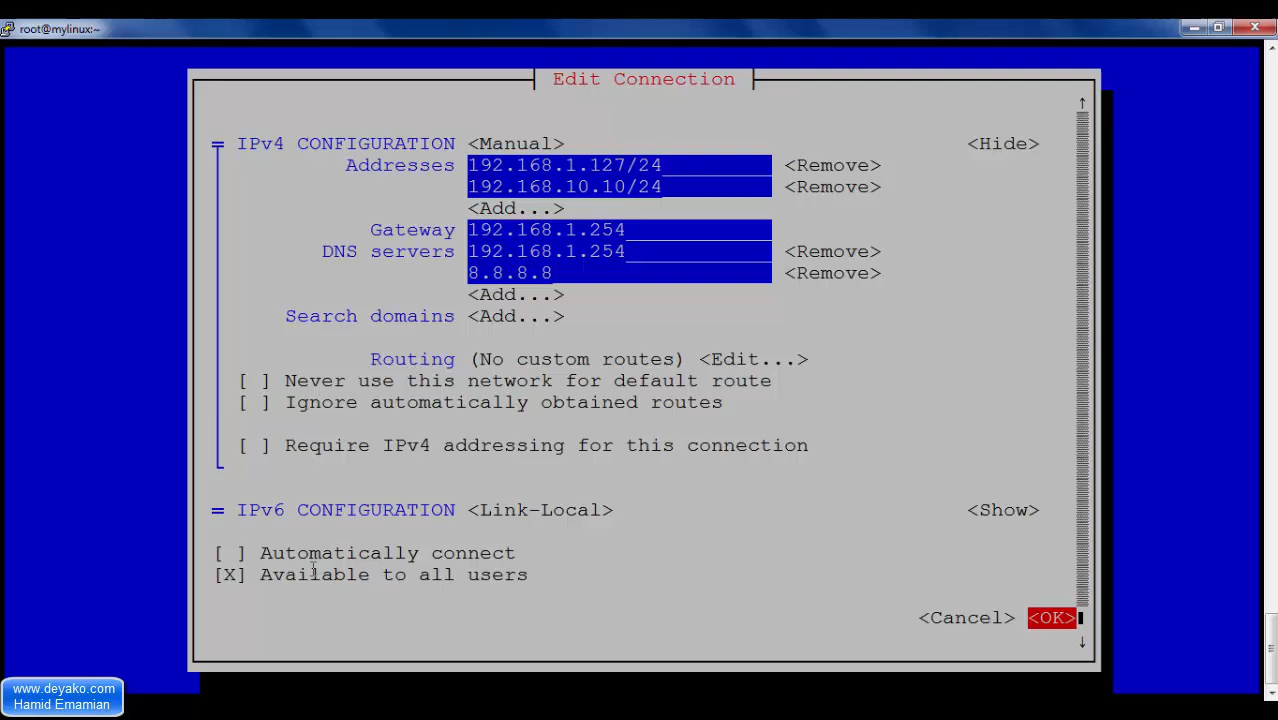 root@mylinux:~
Edit Connection
= IPv4 CONFIGURATION <Manual> <Hide>
Addresses 192.168.1.127/24 <Remove>
192.168.10.10/24 <Remove>
<Add...>
Gateway 192.168.1.254
DNS servers 192.168.1.254 <Remove>
8.8.8.8 <Remove>
<Add...>
Search domains <Add...>
Routing (No custom routes) <Edit...>
[ ] Never use this network for default route
[ ] Ignore automatically obtained routes
[ ] Require IPv4 addressing for this connection
= IPv6 CONFIGURATION <Link-Local> <Show>
[ ] Automatically connect
[X] Available to all users
<Cancel> <OK>
www.deyako.com
Hamid Emamian